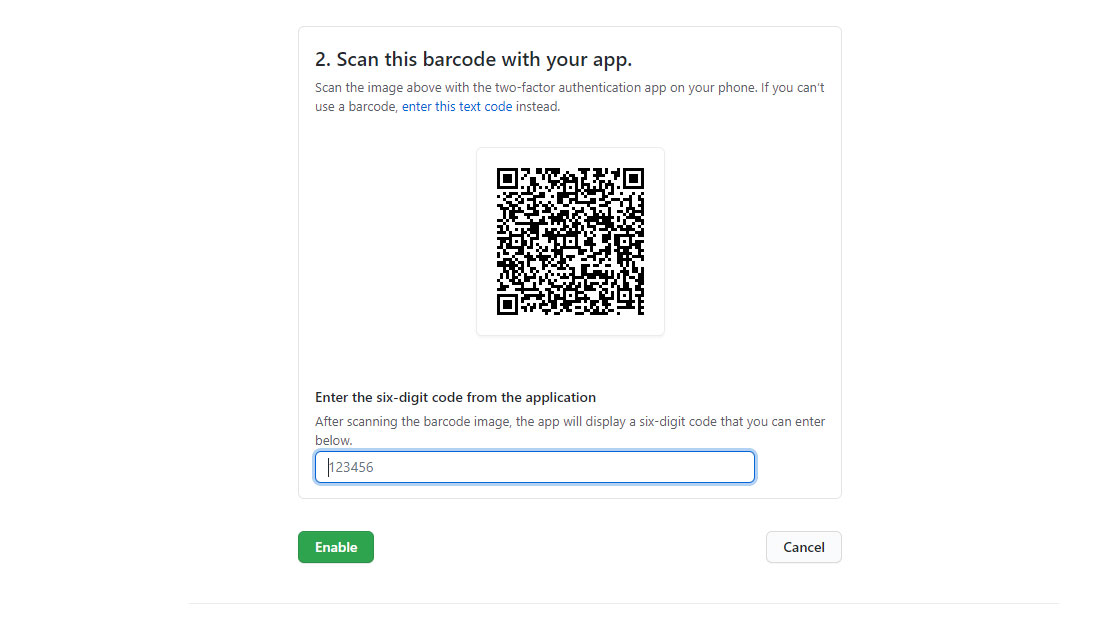 2. Scan this barcode with your app.
Scan the image above with the two-factor authentication app on your phone. If you can't
use a barcode, enter this text code instead.
Enter the six-digit code from the application
After scanning the barcode image, the app will display a six-digit code that you can enter
below.
123456
Enable
Cancel